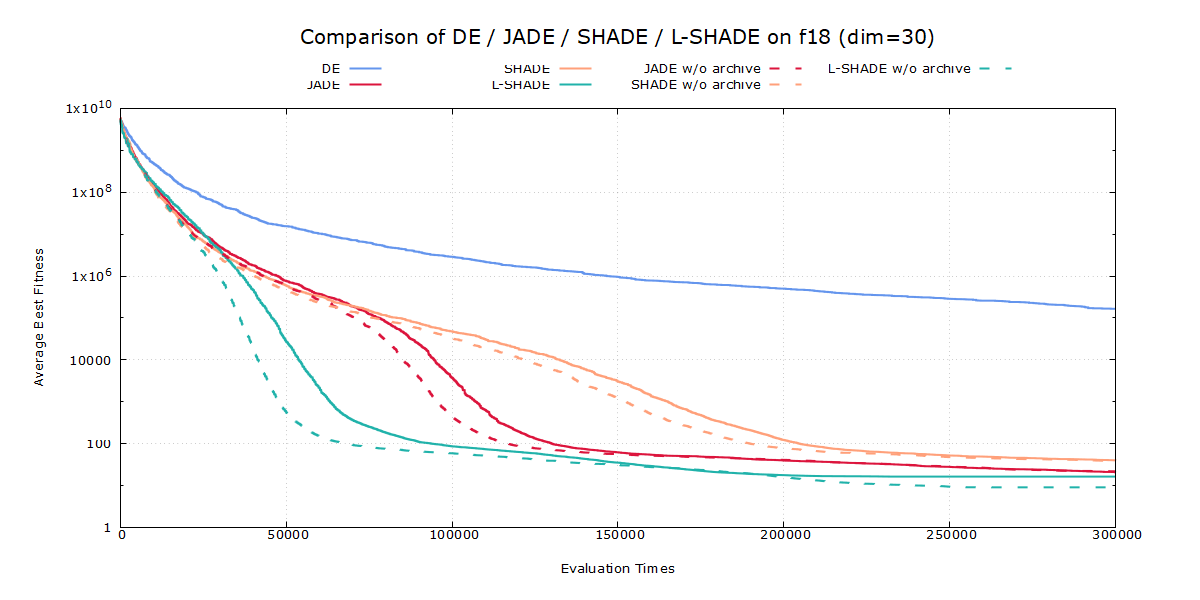 Comparison of DE / JADE / SHADE / L-SHADE on f18 (dim=30)
DE SHADE JADE w/o archive L-SHADE w/o archive
JADE L-SHADE SHADE w/o archive
1x10^10
1x10^8
1x10^6
10000
100
1
Average Best Fitness
0 50000 100000 150000 200000 250000 300000
Evaluation Times